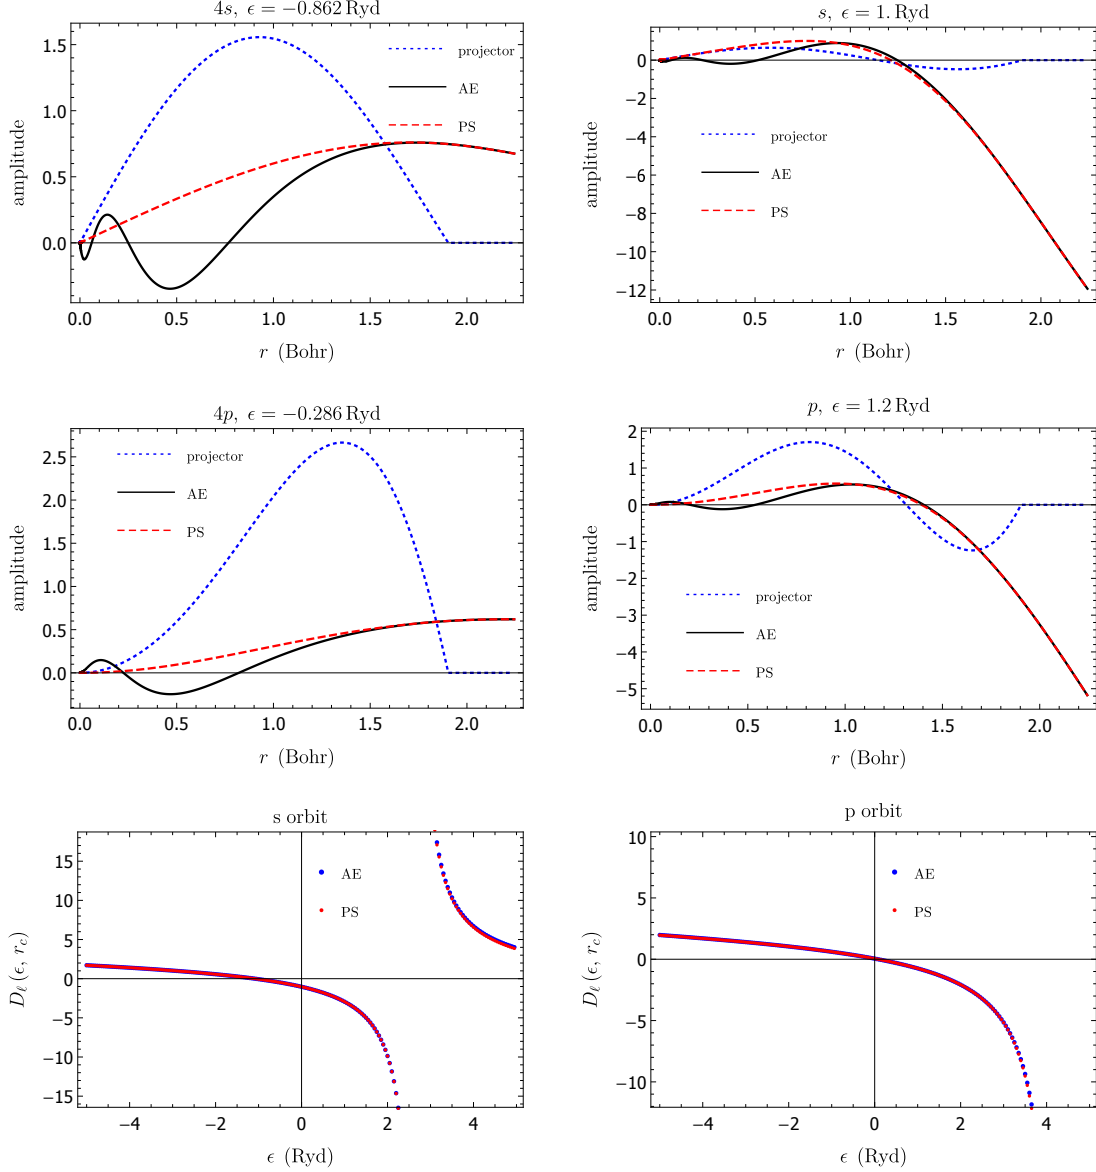 4s, ϵ = −0.862 Ryd
amplitude
1.5
1.0
0.5
0.0
projector
AE
PS
0.0 0.5 1.0 1.5 2.0
r (Bohr)
s, ϵ = 1. Ryd
amplitude
0
−2
−4
−6
−8
−10
−12
projector
AE
PS
0.0 0.5 1.0 1.5 2.0
r (Bohr)
4p, ϵ = −0.286 Ryd
amplitude
2.5
2.0
1.5
1.0
0.5
0.0
projector
AE
PS
0.0 0.5 1.0 1.5 2.0
r (Bohr)
p, ϵ = 1.2 Ryd
amplitude
2
1
0
−1
−2
−3
−4
−5
projector
AE
PS
0.0 0.5 1.0 1.5 2.0
r (Bohr)
s orbit
D_ℓ(ϵ, r_c)
15
10
5
0
−5
−10
−15
AE
PS
−4 −2 0 2 4
ϵ (Ryd)
p orbit
D_ℓ(ϵ, r_c)
10
5
0
−5
−10
AE
PS
−4 −2 0 2 4
ϵ (Ryd)